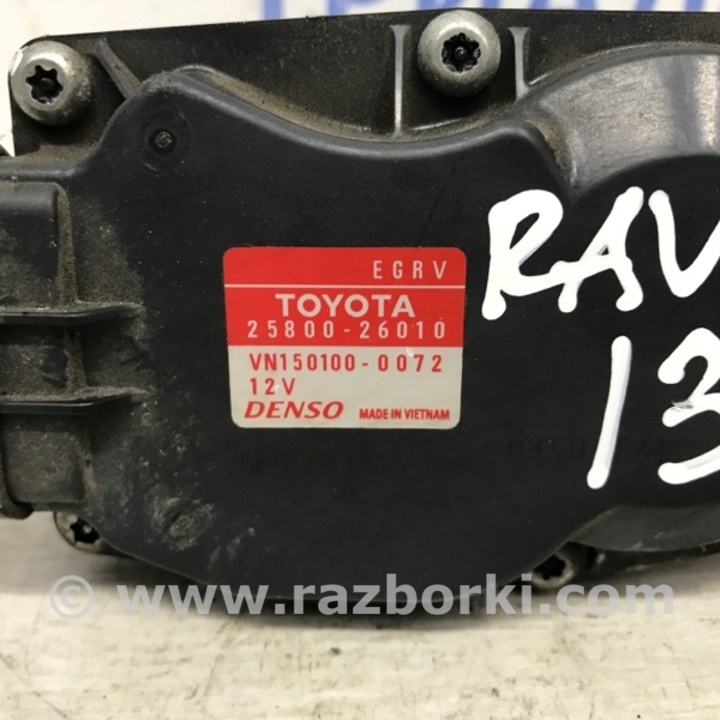 EGRV
TOYOTA
25800-26010
VN150100-0072
12V
DENSO MADE IN VIETNAM
RAV
13
© www.razborki.com